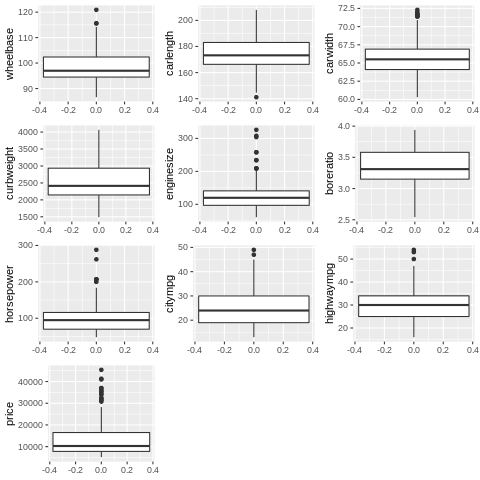 wheelbase
120
110
100
90
-0.4 -0.2 0.0 0.2 0.4
carlength
200
180
160
140
-0.4 -0.2 0.0 0.2 0.4
carwidth
72.5
70.0
67.5
65.0
62.5
60.0
-0.4 -0.2 0.0 0.2 0.4
curbweight
4000
3500
3000
2500
2000
1500
-0.4 -0.2 0.0 0.2 0.4
enginesize
300
200
100
-0.4 -0.2 0.0 0.2 0.4
boreratio
4.0
3.5
3.0
2.5
-0.4 -0.2 0.0 0.2 0.4
horsepower
300
200
100
-0.4 -0.2 0.0 0.2 0.4
citympg
50
40
30
20
-0.4 -0.2 0.0 0.2 0.4
highwaympg
50
40
30
20
-0.4 -0.2 0.0 0.2 0.4
price
40000
30000
20000
10000
-0.4 -0.2 0.0 0.2 0.4